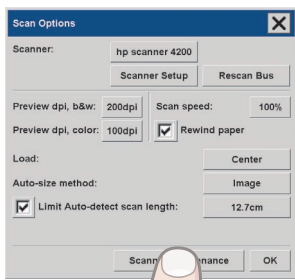 Scan Options
Scanner: hp scanner 4200
Scanner Setup Rescan Bus
Preview dpi, b&w: 200dpi Scan speed: 100%
Preview dpi, color: 100dpi Rewind paper
Load: Center
Auto-size method: Image
Limit Auto-detect scan length: 12.7cm
OK